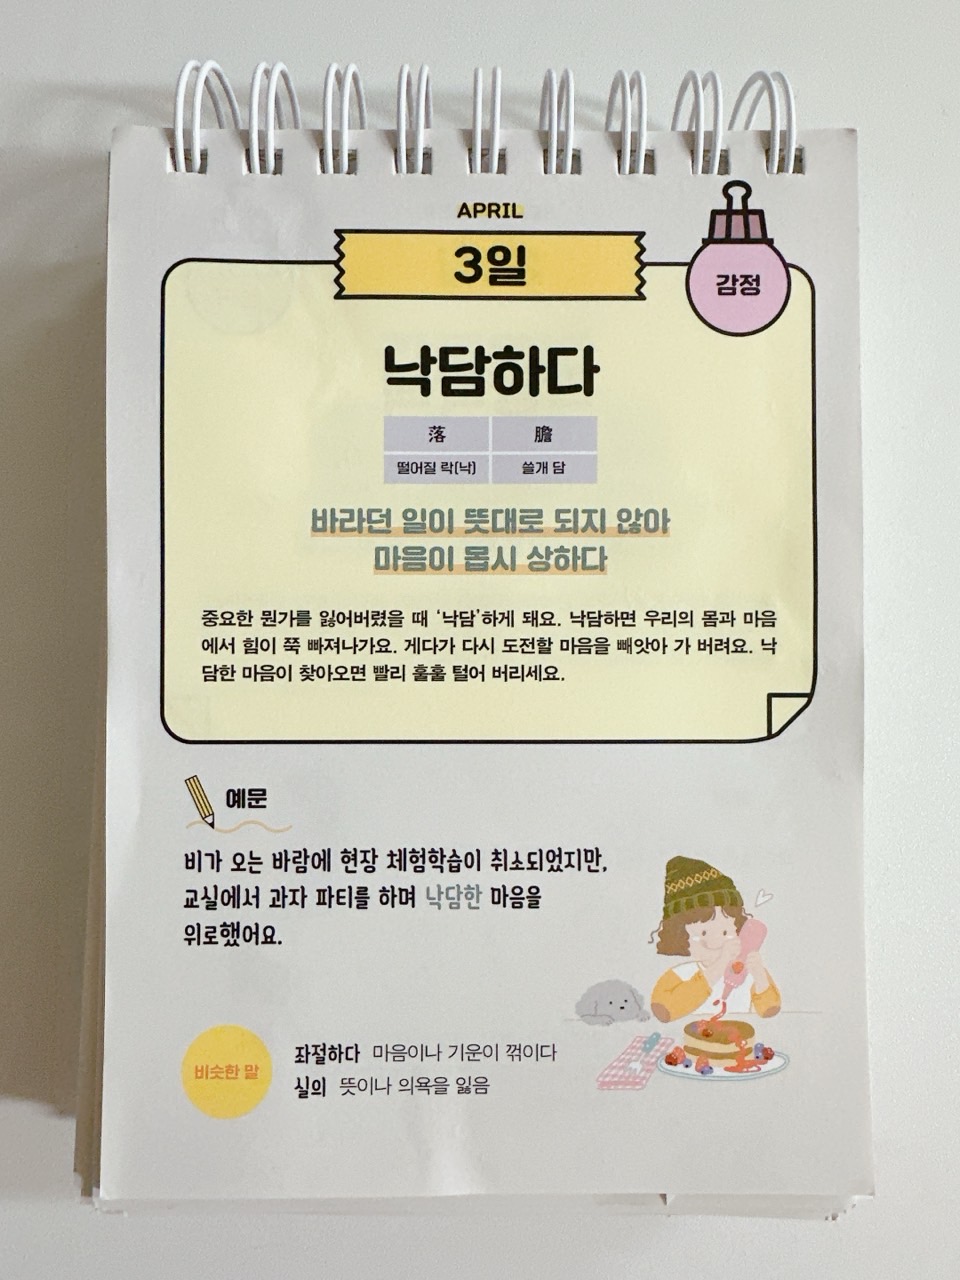 APRIL
3일
감정
낙담하다
落 膽
떨어질 락(낙) 쓸개 담
바라던 일이 뜻대로 되지 않아
마음이 몹시 상하다
중요한 뭔가를 잃어버렸을 때 ‘낙담’하게 돼요. 낙담하면 우리의 몸과 마음
에서 힘이 쭉 빠져나가요. 게다가 다시 도전할 마음을 빼앗아 가 버려요. 낙
담한 마음이 찾아오면 빨리 훌훌 털어 버리세요.
예문
비가 오는 바람에 현장 체험학습이 취소되었지만,
교실에서 과자 파티를 하며 낙담한 마음을
위로했어요.
비슷한 말
좌절하다 마음이나 기운이 꺾이다
실의 뜻이나 의욕을 잃음